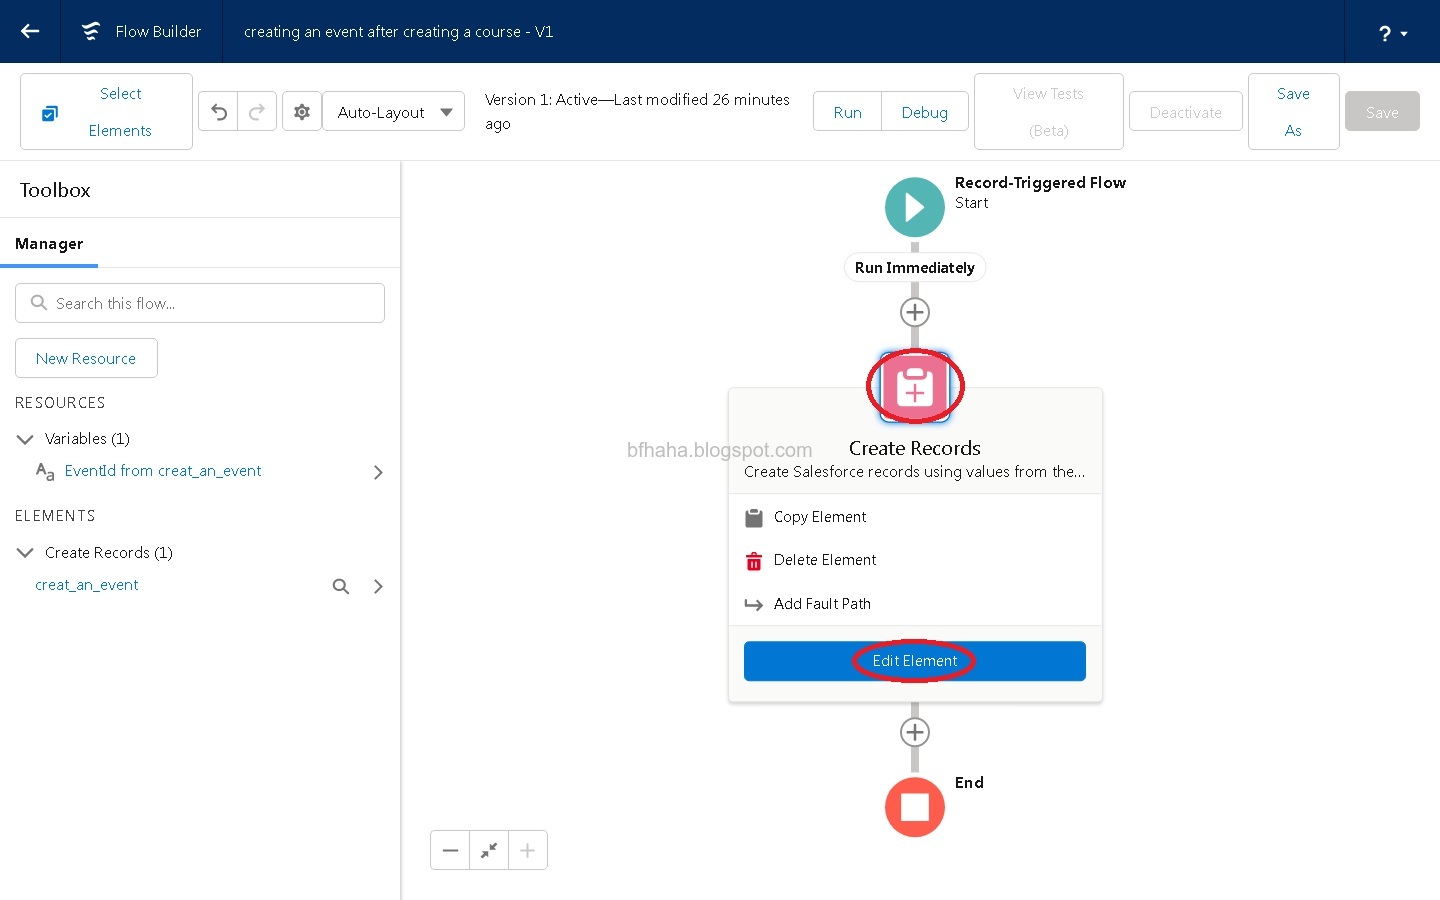 Flow Builder
creating an event after creating a course - V1
?
Select
Elements
Auto-Layout
Version 1: Active—Last modified 26 minutes
ago
Run
Debug
View Tests
(Beta)
Deactivate
Save
As
Save
Toolbox
Manager
Search this flow...
New Resource
RESOURCES
Variables (1)
Aa EventId from creat_an_event
ELEMENTS
Create Records (1)
creat_an_event
Record-Triggered Flow
Start
Run Immediately
bfhaha.blogspot.com
Create Records
Create Salesforce records using values from the...
Copy Element
Delete Element
Add Fault Path
Edit Element
End